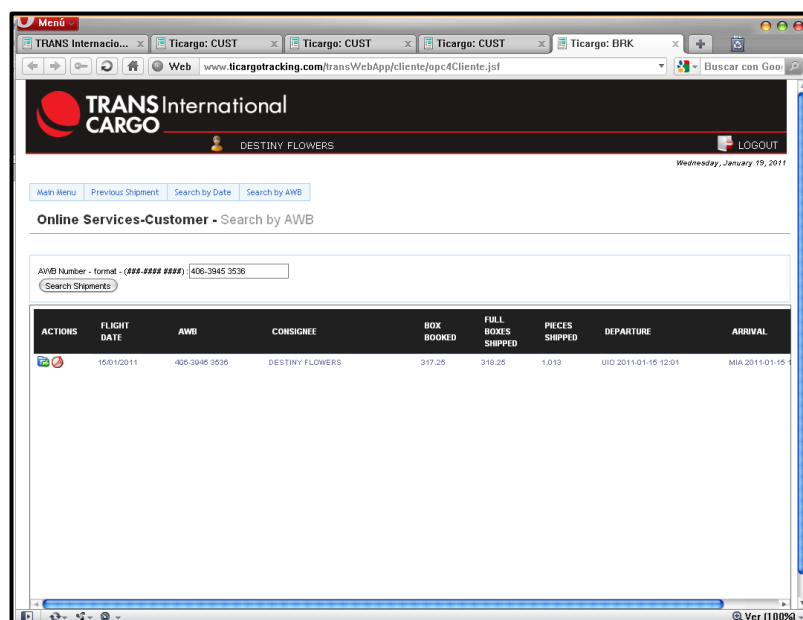 Menú
TRANS Internacio... x Ticargo: CUST x Ticargo: CUST x Ticargo: CUST x Ticargo: BRK x
Web www.ticargotracking.com/transWebApp/cliente/opc4Cliente.jsf Buscar con Goo
TRANS International
CARGO
DESTINY FLOWERS LOGOUT
Wednesday, January 19, 2011
Main Menu Previous Shipment Search by Date Search by AWB
Online Services-Customer - Search by AWB
AWB Number - format - (###-#### ####) : 406-3945 3536
Search Shipments
ACTIONS FLIGHT DATE AWB CONSIGNEE BOX BOOKED FULL BOXES SHIPPED PIECES SHIPPED DEPARTURE ARRIVAL
15/01/2011 406-3945 3536 DESTINY FLOWERS 317.25 318.25 1,013 UIO 2011-01-15 12:01 MIA 2011-01-15 1
Ver (100%)